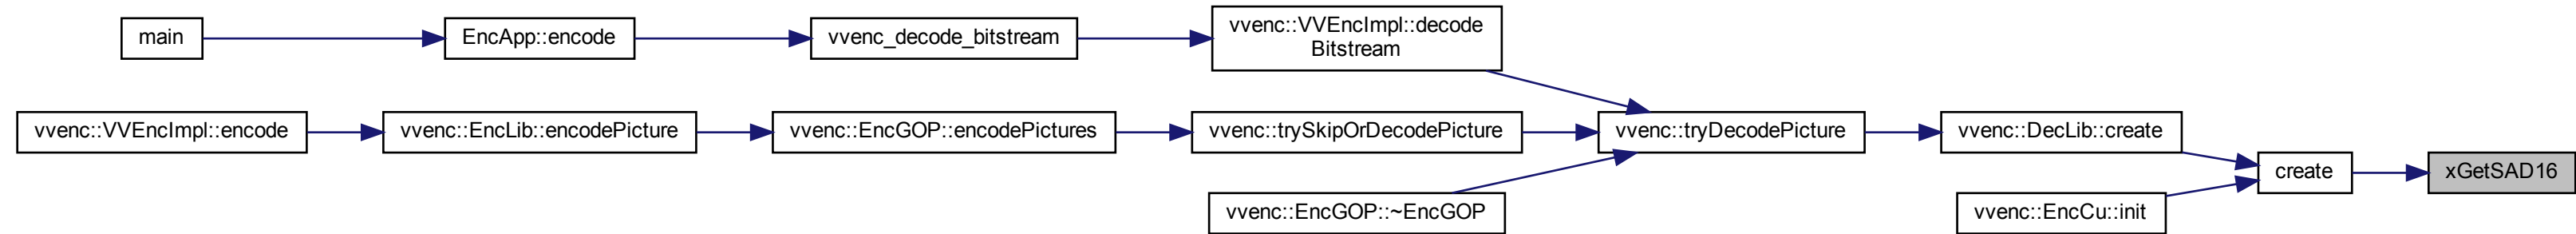 main
EncApp::encode
vvenc_decode_bitstream
vvenc::VVEncImpl::decode
Bitstream
vvenc::VVEncImpl::encode
vvenc::EncLib::encodePicture
vvenc::EncGOP::encodePictures
vvenc::trySkipOrDecodePicture
vvenc::tryDecodePicture
vvenc::DecLib::create
create
xGetSAD16
vvenc::EncGOP::~EncGOP
vvenc::EncCu::init